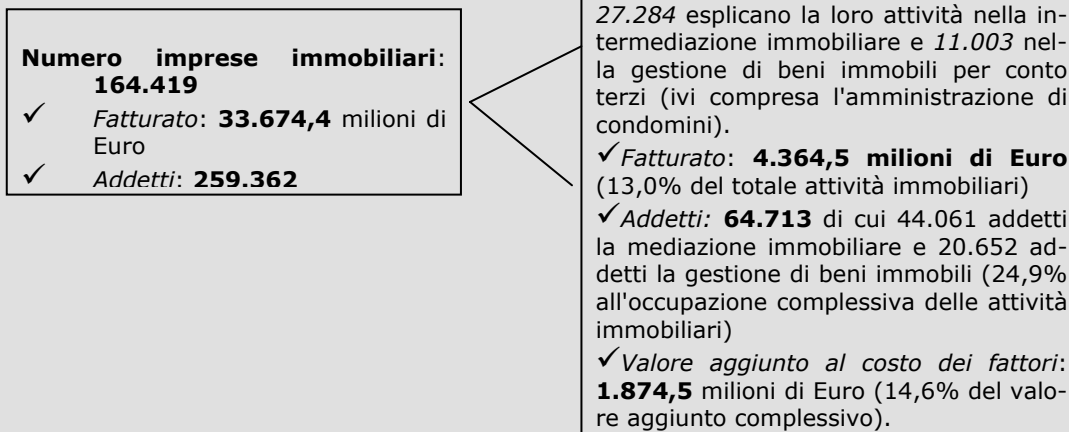 Numero imprese immobiliari:
164.419
✓ Fatturato: 33.674,4 milioni di
Euro
✓ Addetti: 259.362
27.284 esplicano la loro attività nella in-
termediazione immobiliare e 11.003 nel-
la gestione di beni immobili per conto
terzi (ivi compresa l'amministrazione di
condomini).
✓Fatturato: 4.364,5 milioni di Euro
(13,0% del totale attività immobiliari)
✓Addetti: 64.713 di cui 44.061 addetti
la mediazione immobiliare e 20.652 ad-
detti la gestione di beni immobili (24,9%
all'occupazione complessiva delle attività
immobiliari)
✓Valore aggiunto al costo dei fattori:
1.874,5 milioni di Euro (14,6% del valo-
re aggiunto complessivo).